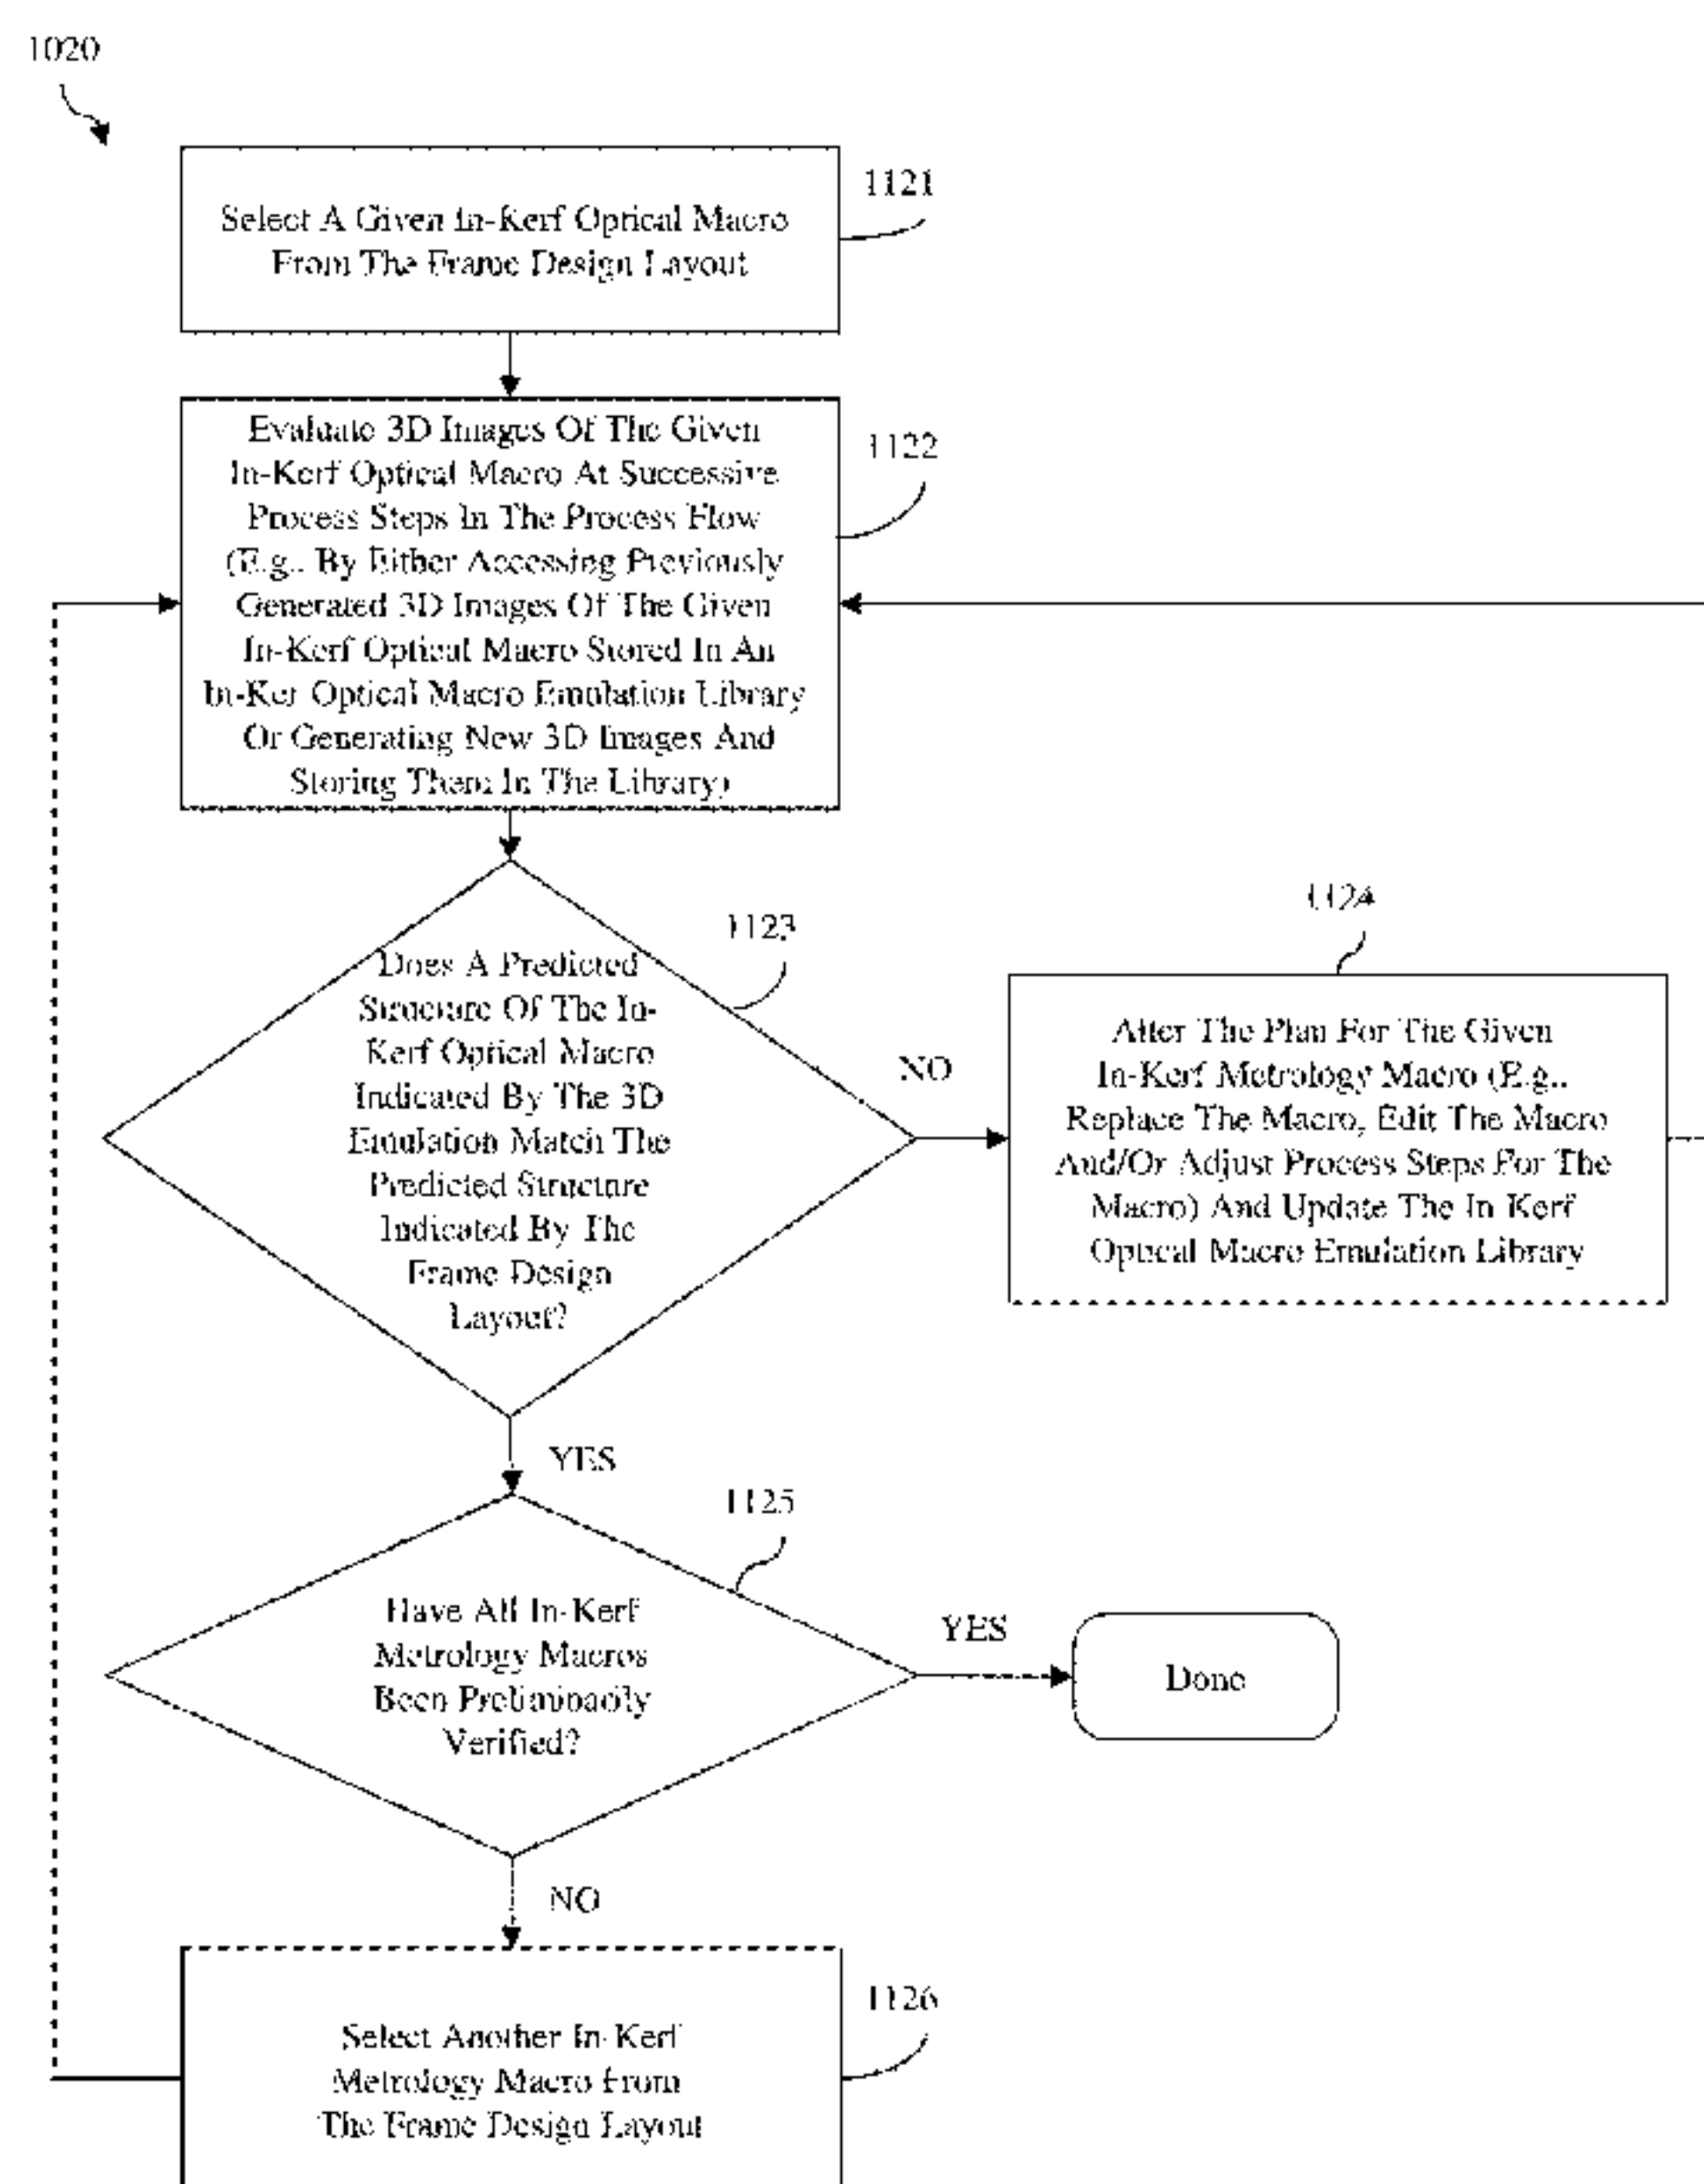 1020
1121
Select A Given In-Kerf Optical Macro
From The Frame Design Layout
1122
Evaluate 3D Images Of The Given
In-Kerf Optical Macro At Successive
Process Steps In The Process Flow
(E.g., By Either Accessing Previously
Generated 3D Images Of The Given
In-Kerf Optical Macro Stored In An
In-Ker Optical Macro Emulation Library
Or Generating New 3D Images And
Storing Them In The Library)
1123
Does A Predicted
Structure Of The In-
Kerf Optical Macro
Indicated By The 3D
Emulation Match The
Predicted Structure
Indicated By The
Frame Design
Layout?
NO
1124
Alter The Plan For The Given
In-Kerf Metrology Macro (E.g.,
Replace The Macro, Edit The Macro
And/Or Adjust Process Steps For The
Macro) And Update The In-Kerf
Optical Macro Emulation Library
YES
1125
Have All In-Kerf
Metrology Macros
Been Preliminarily
Verified?
YES
Done
NO
1126
Select Another In-Kerf
Metrology Macro From
The Frame Design Layout